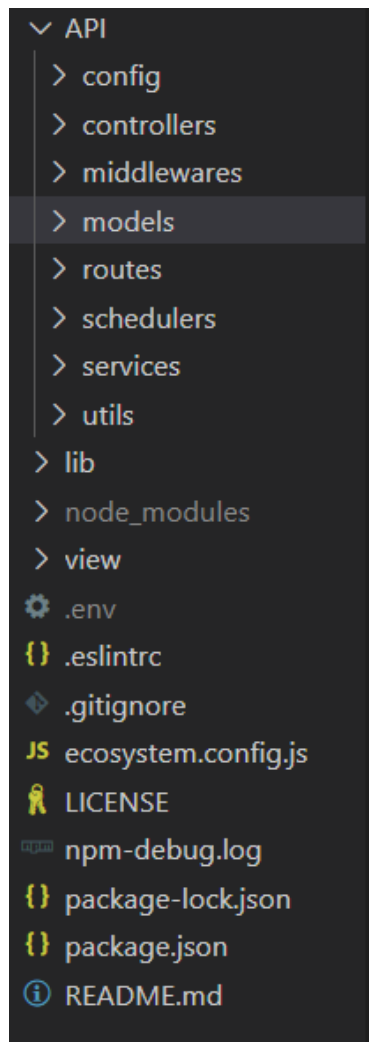 API
config
controllers
middlewares
models
routes
schedulers
services
utils
lib
node_modules
view
.env
{} .eslintrc
.gitignore
JS ecosystem.config.js
LICENSE
npm npm-debug.log
{} package-lock.json
{} package.json
README.md